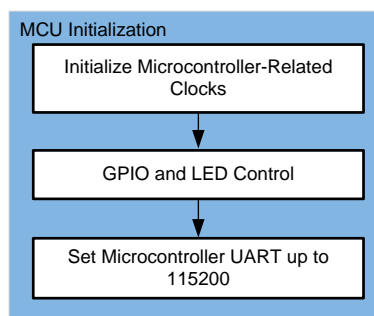 MCU Initialization
Initialize Microcontroller-Related
Clocks
GPIO and LED Control
Set Microcontroller UART up to
115200